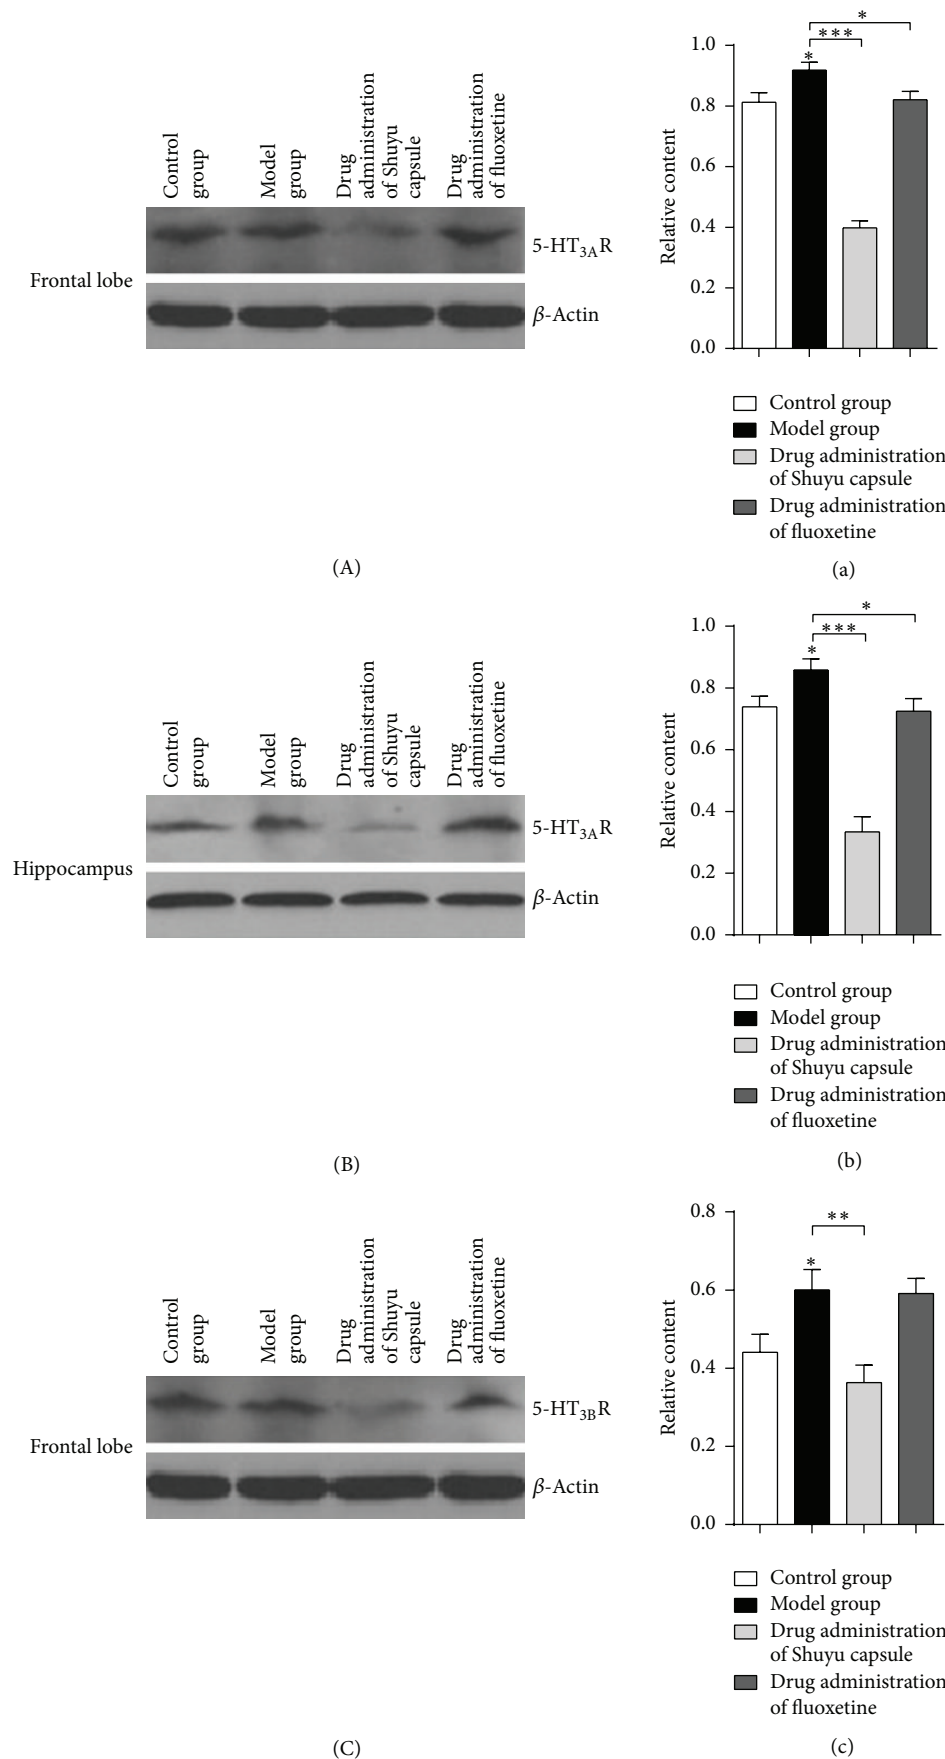 Control
group
Model
group
Drug
administration
of Shuyu
capsule
Drug
administration
of fluoxetine
Frontal lobe
5-HT3AR
β-Actin
(A)
Relative content
1.0
0.8
0.6
0.4
0.2
0.0
*
***
*
Control group
Model group
Drug administration
of Shuyu capsule
Drug administration
of fluoxetine
(a)
Control
group
Model
group
Drug
administration
of Shuyu
capsule
Drug
administration
of fluoxetine
Hippocampus
5-HT3AR
β-Actin
(B)
Relative content
1.0
0.8
0.6
0.4
0.2
0.0
*
***
*
Control group
Model group
Drug administration
of Shuyu capsule
Drug administration
of fluoxetine
(b)
Control
group
Model
group
Drug
administration
of Shuyu
capsule
Drug
administration
of fluoxetine
Frontal lobe
5-HT3BR
β-Actin
(C)
Relative content
0.8
0.6
0.4
0.2
0.0
**
*
Control group
Model group
Drug administration
of Shuyu capsule
Drug administration
of fluoxetine
(c)